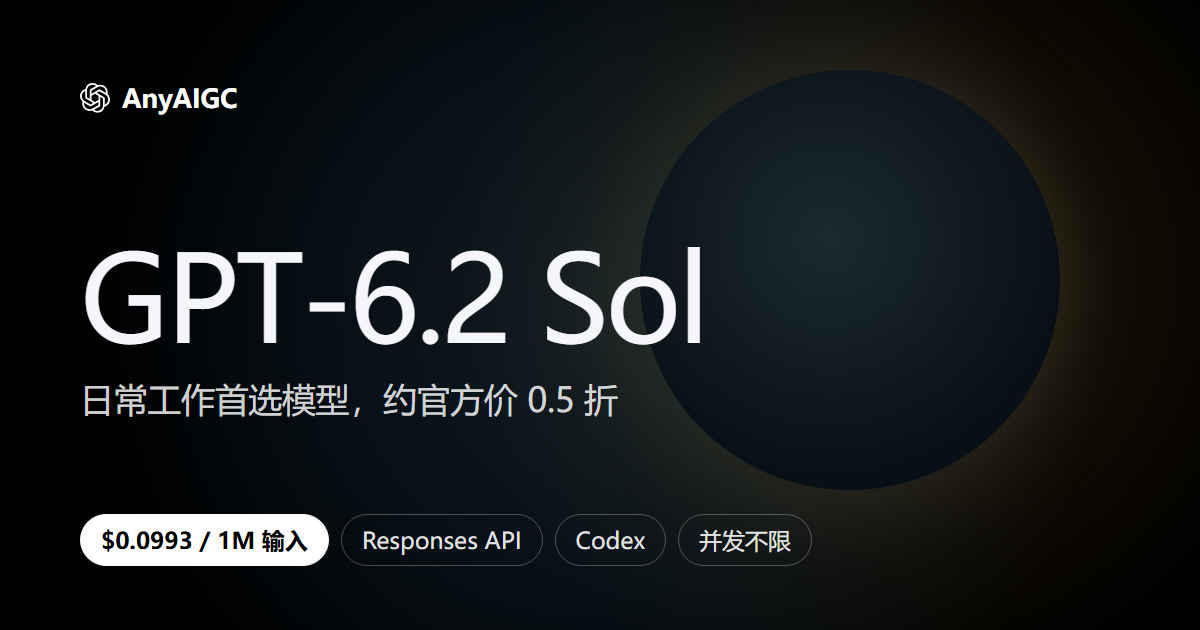 AnyAIGC
GPT-6.2 Sol
日常工作首选模型，约官方价 0.5 折
$0.0993 / 1M 输入
Responses API
Codex
并发不限